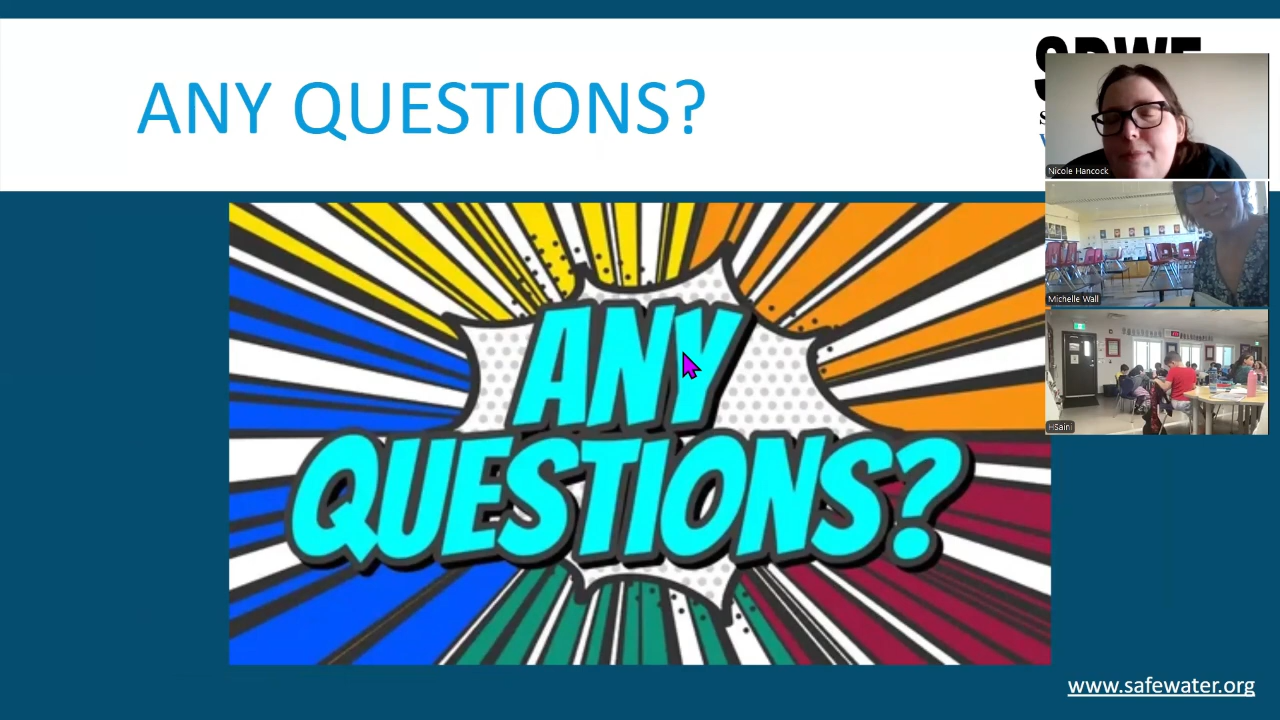 ANY QUESTIONS?
Nicole Hancock
Michelle Wall
HSaini
ANY
QUESTIONS?
www.safewater.org